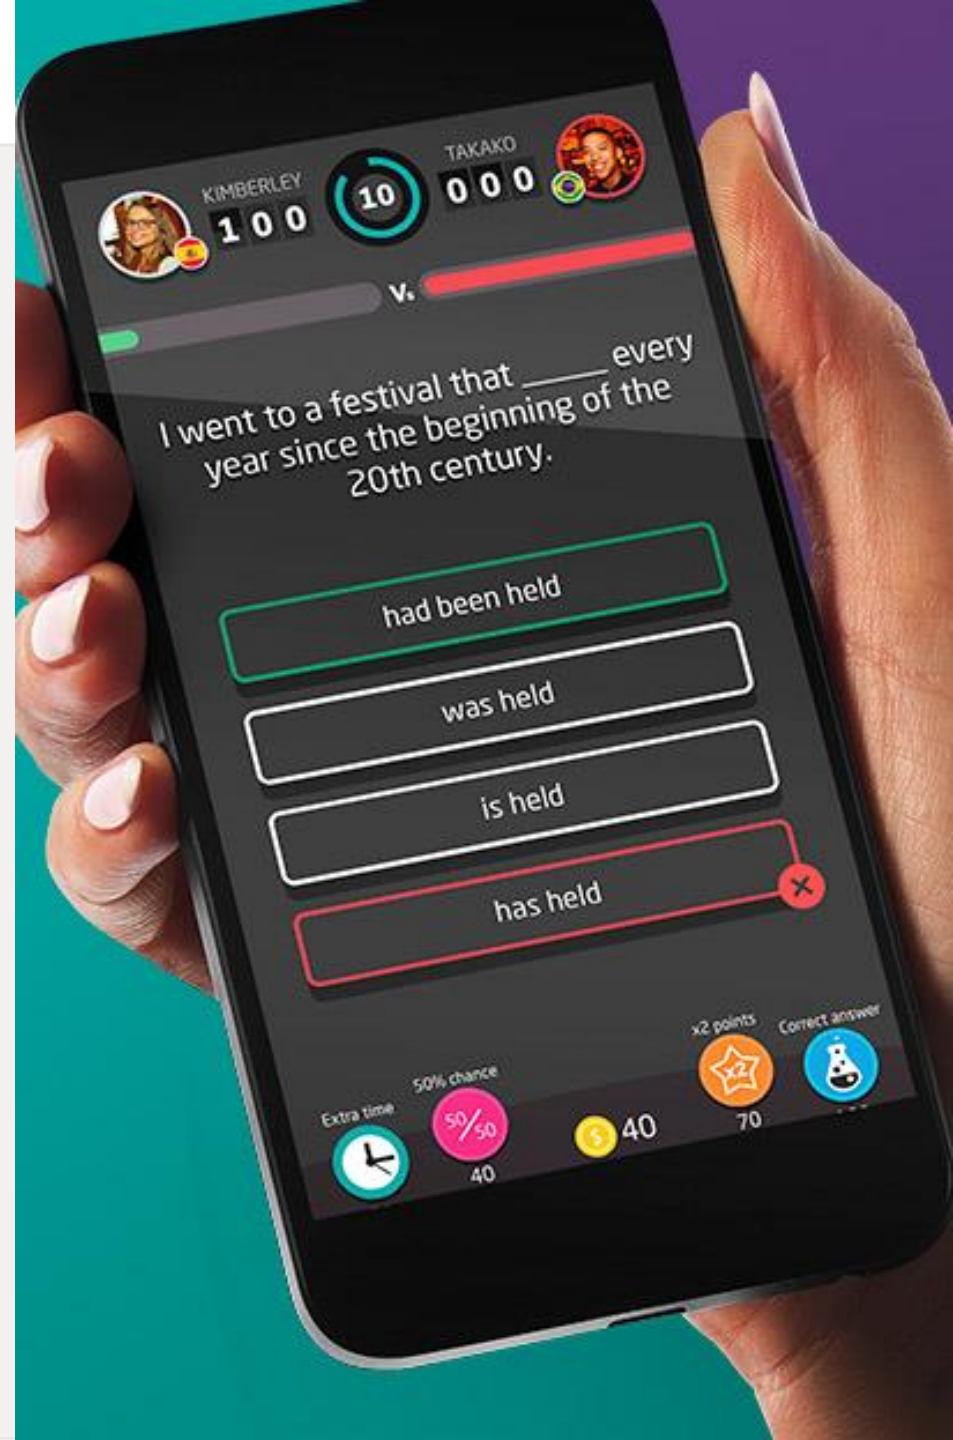 KIMBERLEY
100
10
TAKAKO
000
Vs
I went to a festival that _____ every
year since the beginning of the
20th century.
had been held
was held
is held
has held
Extra time
50% chance
50/50
40
$ 40
x2 points
x2
70
Correct answer